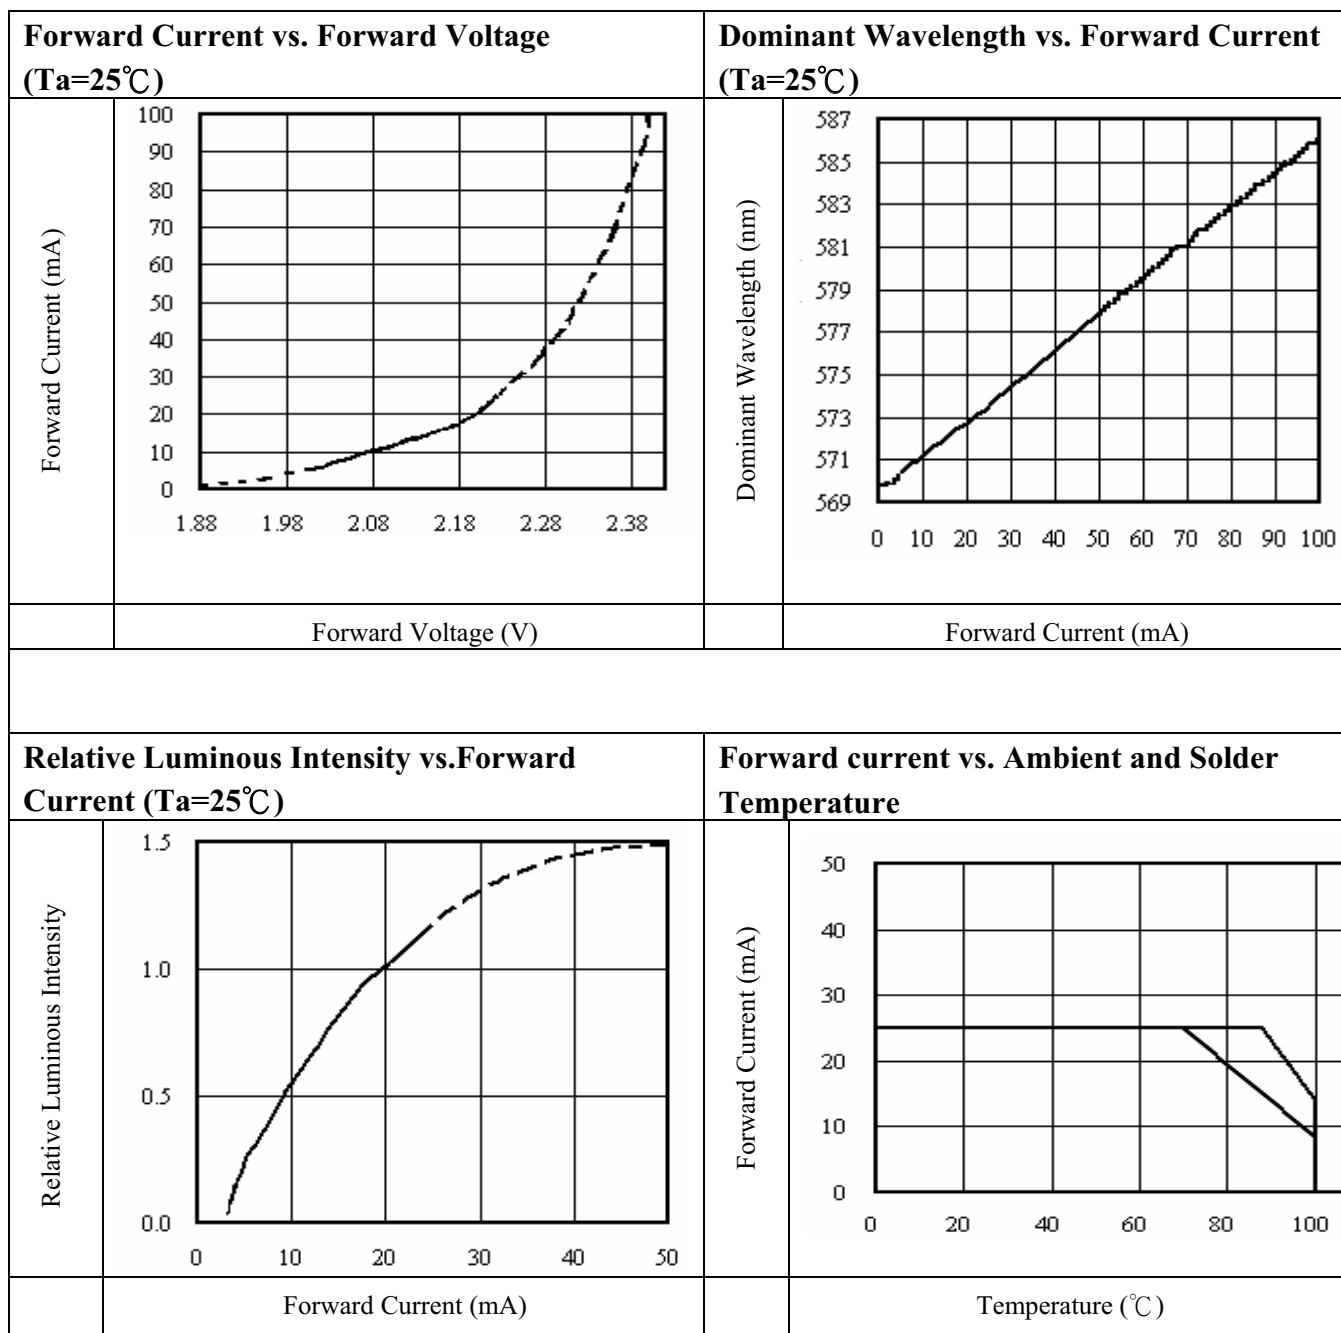 Forward Current vs. Forward Voltage
(Ta=25℃)
Dominant Wavelength vs. Forward Current
(Ta=25℃)
Forward Current (mA)
100
90
80
70
60
50
40
30
20
10
0
1.88 1.98 2.08 2.18 2.28 2.38
Dominant Wavelength (nm)
587
585
583
581
579
577
575
573
571
569
0 10 20 30 40 50 60 70 80 90 100
Forward Voltage (V)
Forward Current (mA)
Relative Luminous Intensity vs.Forward
Current (Ta=25℃)
Forward current vs. Ambient and Solder
Temperature
Relative Luminous Intensity
1.5
1.0
0.5
0.0
0 10 20 30 40 50
Forward Current (mA)
50
40
30
20
10
0
0 20 40 60 80 100
Forward Current (mA)
Temperature (℃)